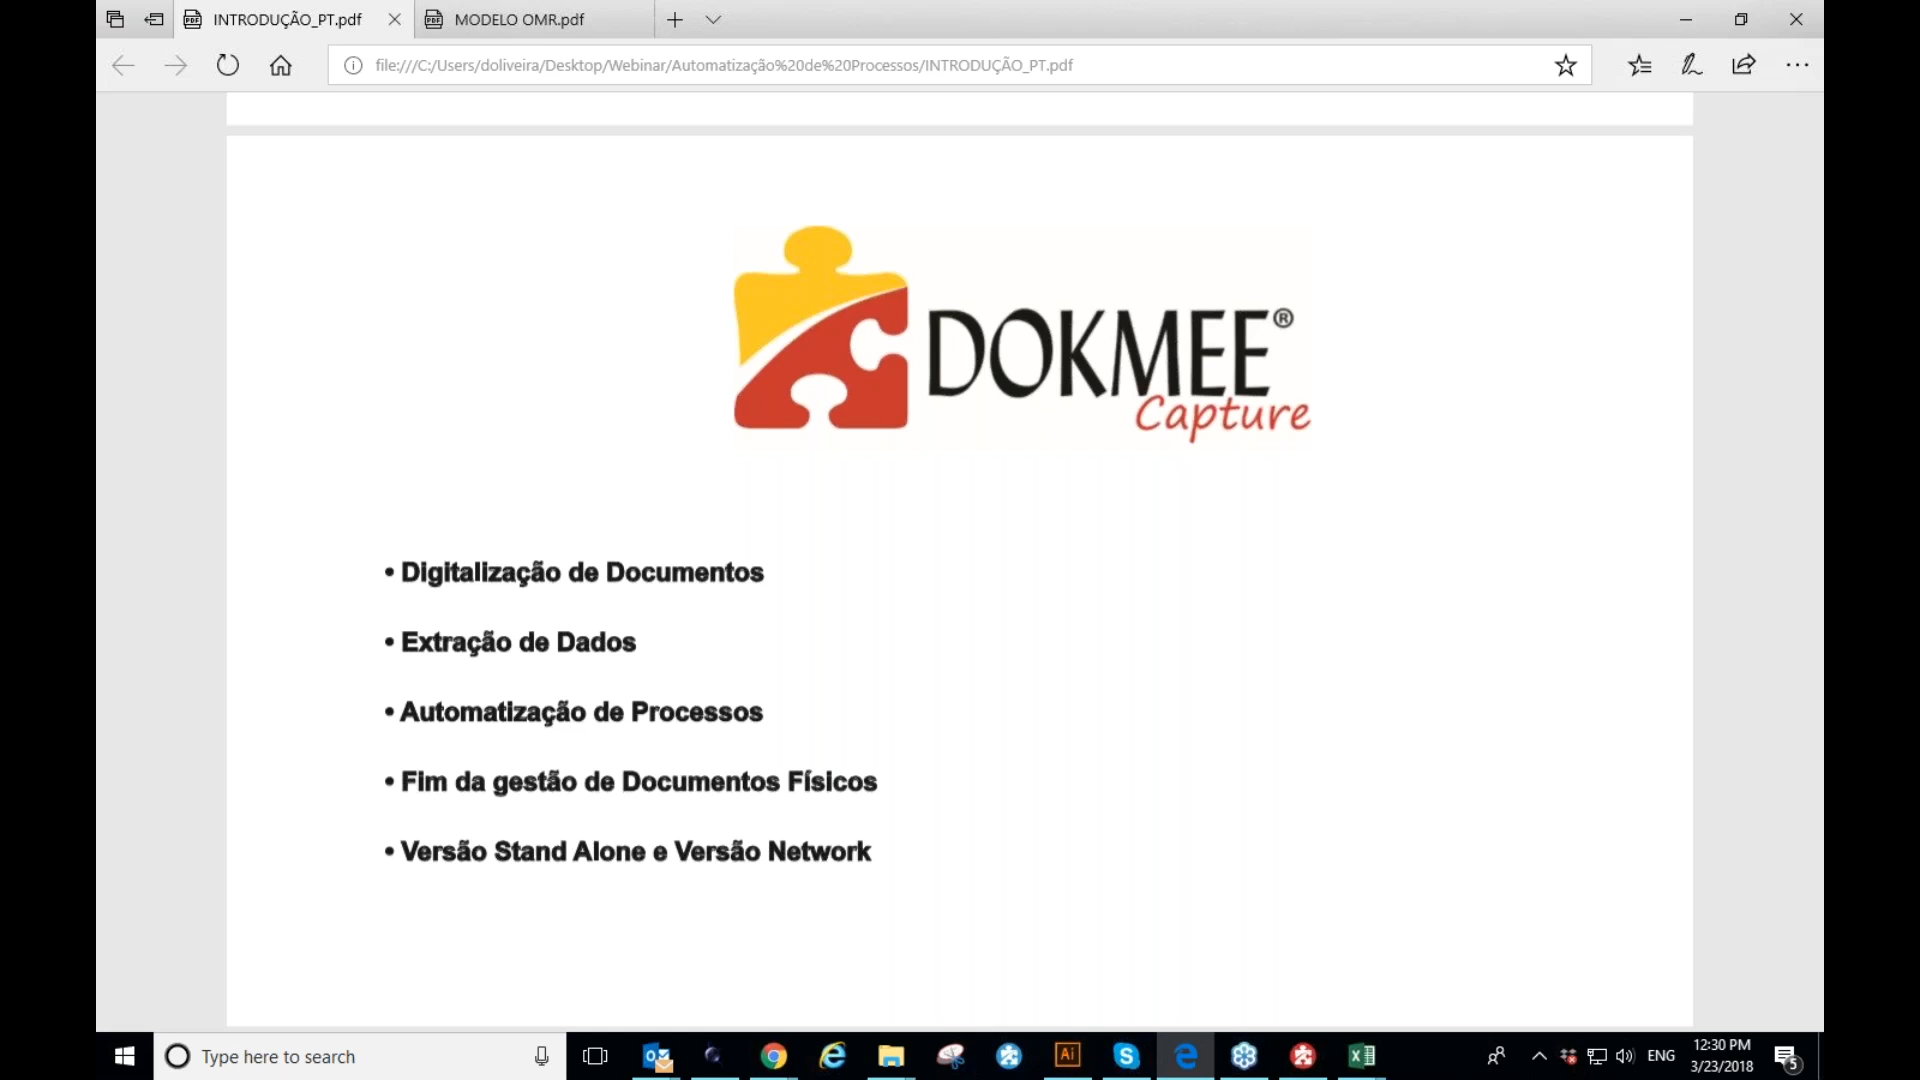 INTRODUÇÃO_PT.pdf
MODELO OMR.pdf
file:///C:/Users/doliveira/Desktop/Webinar/Automatização%20de%20Processos/INTRODUÇÃO_PT.pdf
DOKMEE®
Capture
• Digitalização de Documentos
• Extração de Dados
• Automatização de Processos
• Fim da gestão de Documentos Físicos
• Versão Stand Alone e Versão Network
Type here to search
Ai
ENG
12:30 PM
3/23/2018
5